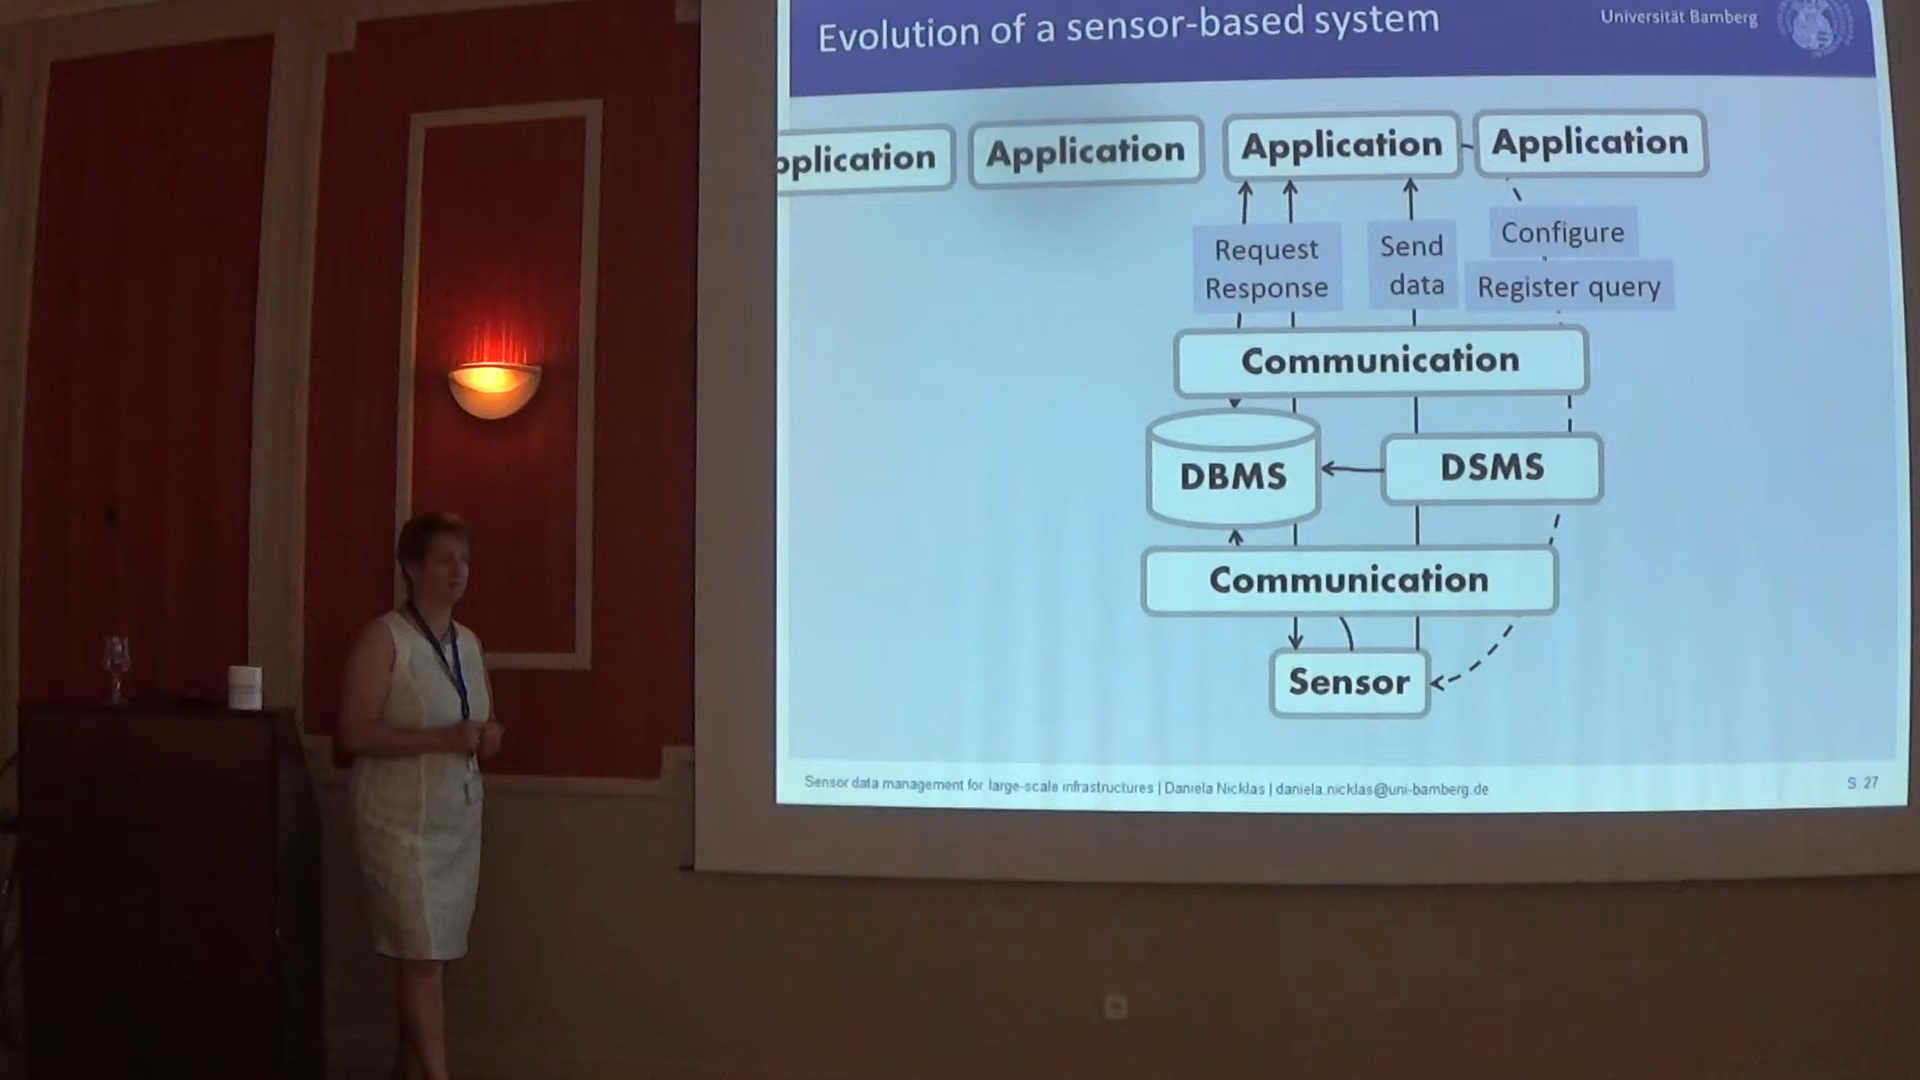 Evolution of a sensor-based system
Universität Bamberg
pplication
Application
Application
Application
Request
Response
Send
data
Configure
Register query
Communication
DBMS
DSMS
Communication
Sensor
Sensor data management for large-scale infrastructures | Daniela Nicklas | daniela.nicklas@uni-bamberg.de
S. 27